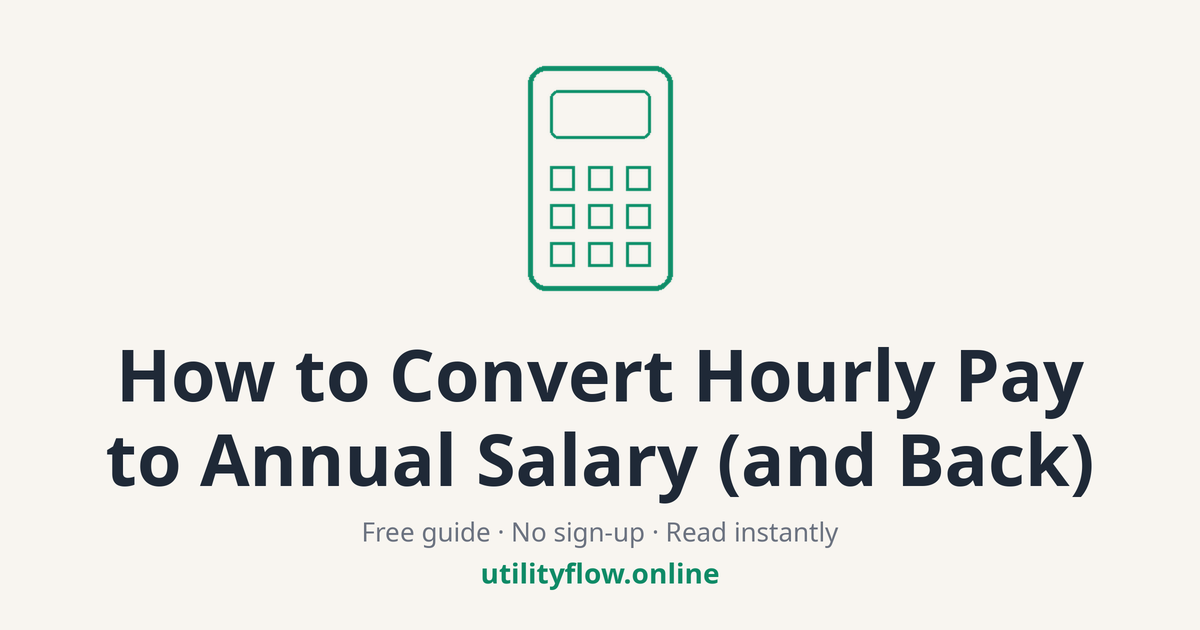 How to Convert Hourly Pay
to Annual Salary (and Back)
Free guide · No sign-up · Read instantly
utilityflow.online